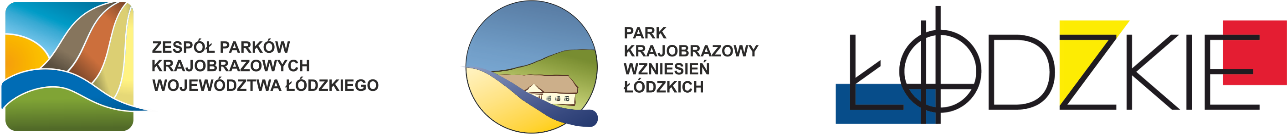 ZESPÓŁ PARKÓW
KRAJOBRAZOWYCH
WOJEWÓDZTWA ŁÓDZKIEGO
PARK
KRAJOBRAZOWY
WZNIESIEŃ
ŁÓDZKICH
ŁÓDZKIE